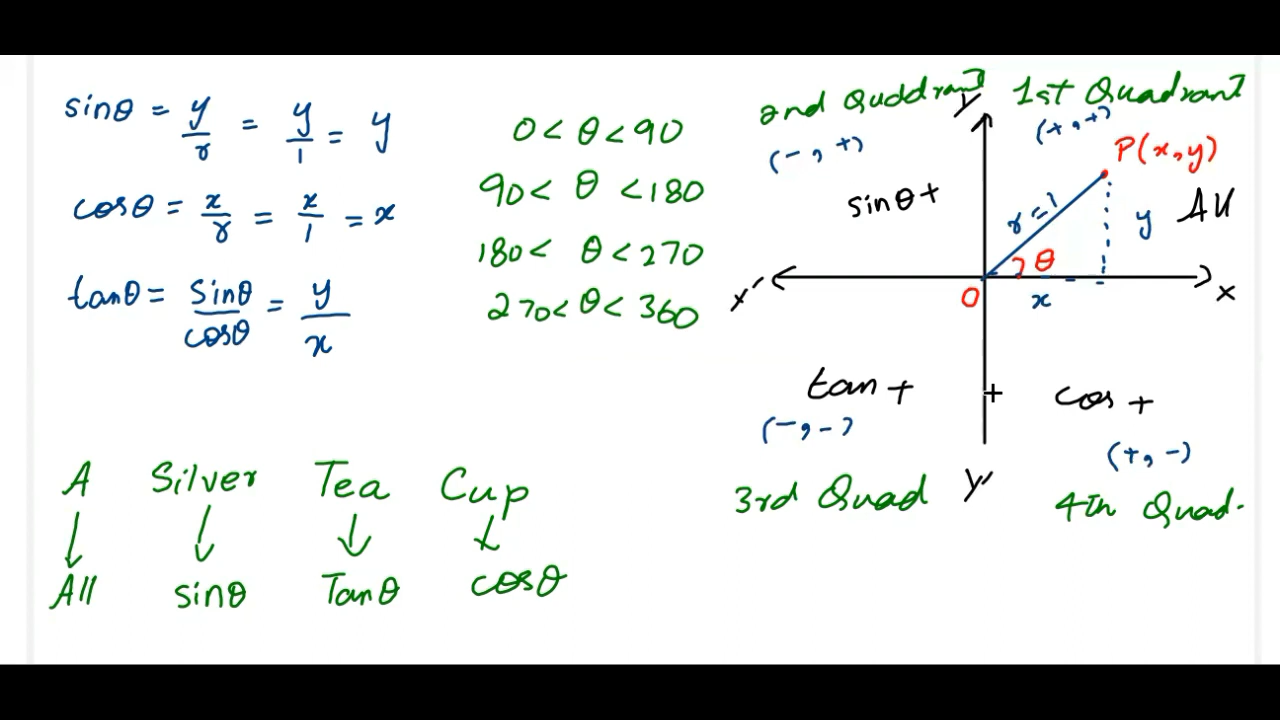 sinθ = y/r = y/1 = y
cosθ = x/r = x/1 = x
tanθ = sinθ/cosθ = y/x
0 < θ < 90
90 < θ < 180
180 < θ < 270
270 < θ < 360
2nd Quddrant
1st Quadrant
(-, +)
(+, +)
Y
P(x, y)
sinθ +
r = 1
y
All
θ
X'
O
x
X
tan +
+
cos +
(-, -)
(+, -)
3rd Quad
Y'
4th Quad.
A Silver Tea Cup
All sinθ Tanθ cosθ